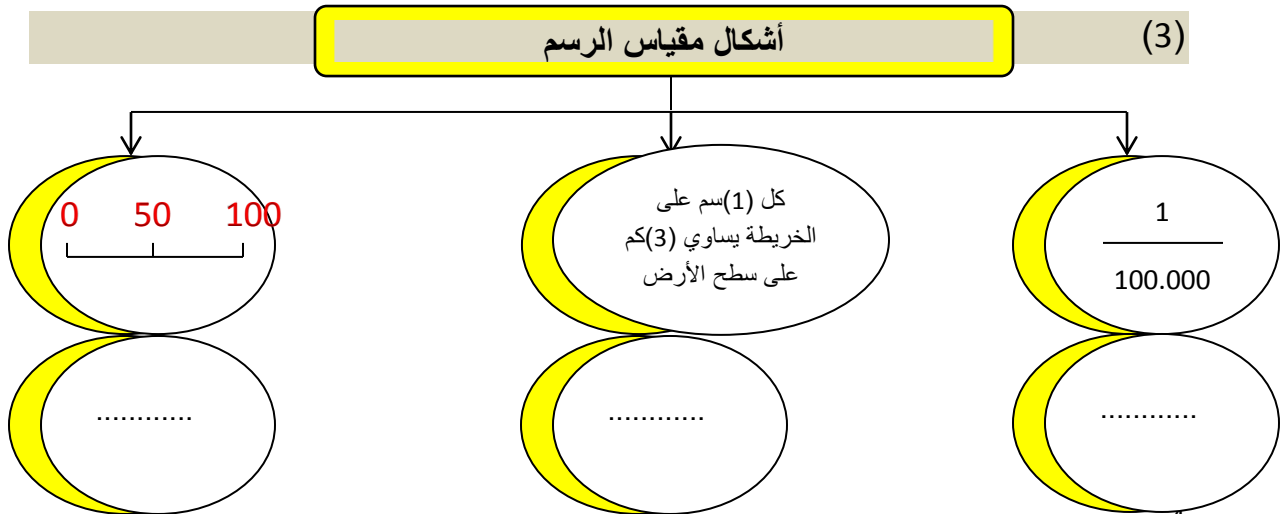 (3)
أشكال مقياس الرسم
1
100.000
كل (1)سم على
الخريطة يساوي (3)كم
على سطح الأرض
0 50 100
............
............
............